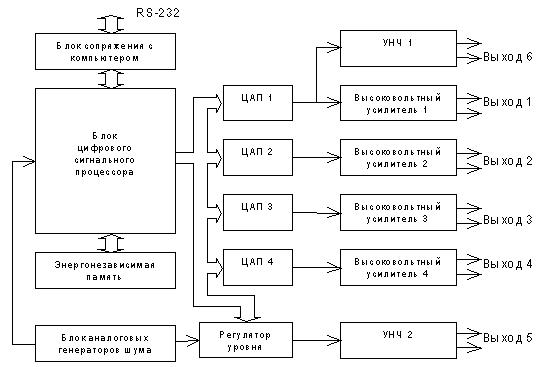 RS-232
Блок сопряжения с
компьютером
УНЧ 1
Выход 6
Блок
цифрового
сигнального
процессора
ЦАП 1
Высоковольтный
усилитель 1
Выход 1
ЦАП 2
Высоковольтный
усилитель 2
Выход 2
ЦАП 3
Высоковольтный
усилитель 3
Выход 3
Энергонезависимая
память
ЦАП 4
Высоковольтный
усилитель 4
Выход 4
Блок аналоговых
генераторов шума
Регулятор
уровня
УНЧ 2
Выход 5